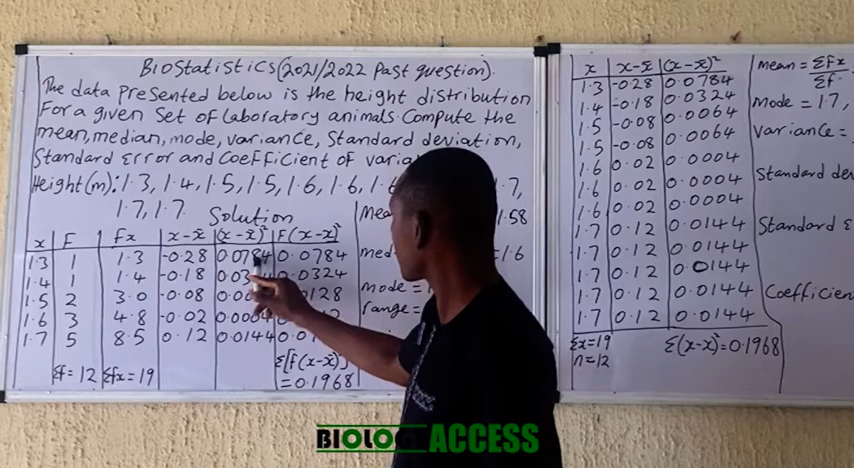 BIOStatistics (2021/2022 Past question).
The data presented below is the height distribution
For a given Set of Laboratory animals. Compute the
mean, median, mode, variance, Standard deviation,
Standard Error and Coefficient of
Height(m): 1.3, 1.4, 1.5, 1.5, 1.6, 1.6, 1.7,
1.7, 1.7. Solution
1.58
=1.6
mode =
range =
x F Fx x-x̄ (x-x̄)² F(x-x̄)²
1.3 1 1.3 -0.28 0.0784 0.0784
1.4 1 1.4 -0.18 0.0324
1.5 2 3.0 -0.08 0128
1.6 3 4.8 -0.02 0.0004
1.7 5 8.5 0.12 0.0144
Σf = 12 Σfx = 19 Σ[f(x-x̄)²]
= 0.1968
x x-x̄ (x-x̄)²
1.3 -0.28 0.0784
1.4 -0.18 0.0324
1.5 -0.08 0.0064
1.5 -0.08 0.0064
1.6 0.02 0.0004
1.6 0.02 0.0004
1.6 0.02 0.0004
1.7 0.12 0.0144
1.7 0.12 0.0144
1.7 0.12 0.0144
1.7 0.12 0.0144
1.7 0.12 0.0144
Σx=19
n=12
Σ(x-x̄)²=0.1968
mean = Σfx
Σf
mode = 1.7,
variance =
Standard
Standard
BIOLOGY ACCESS